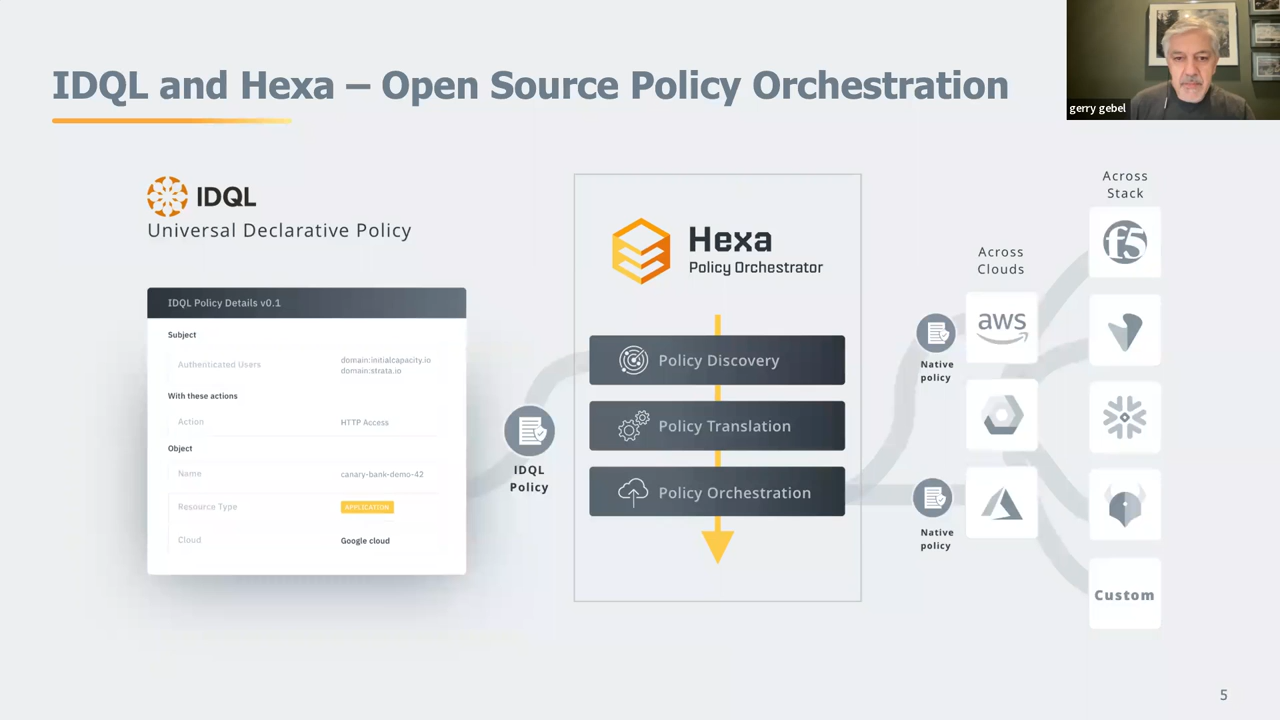 IDQL and Hexa – Open Source Policy Orchestration
gerry gebel
IDQL
Universal Declarative Policy
IDQL Policy Details v0.1
Subject
Authenticated Users
domain:initialcapacity.io
domain:strata.io
With these actions
Action
HTTP Access
Object
Name
canary-bank-demo-42
Resource Type
APPLICATION
Cloud
Google cloud
IDQL
Policy
Hexa
Policy Orchestrator
Policy Discovery
Policy Translation
Policy Orchestration
Native
policy
Native
policy
Across
Clouds
aws
Across
Stack
f5
Custom
5